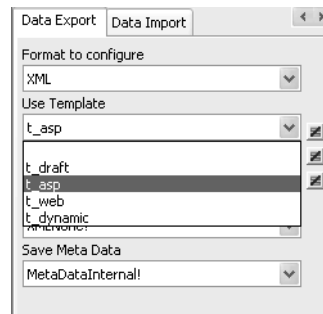 Data Export Data Import
Format to configure
XML
Use Template
t_asp
t_draft
t_asp
t_web
t_dynamic
XMLNone!
Save Meta Data
MetaDataInternal!